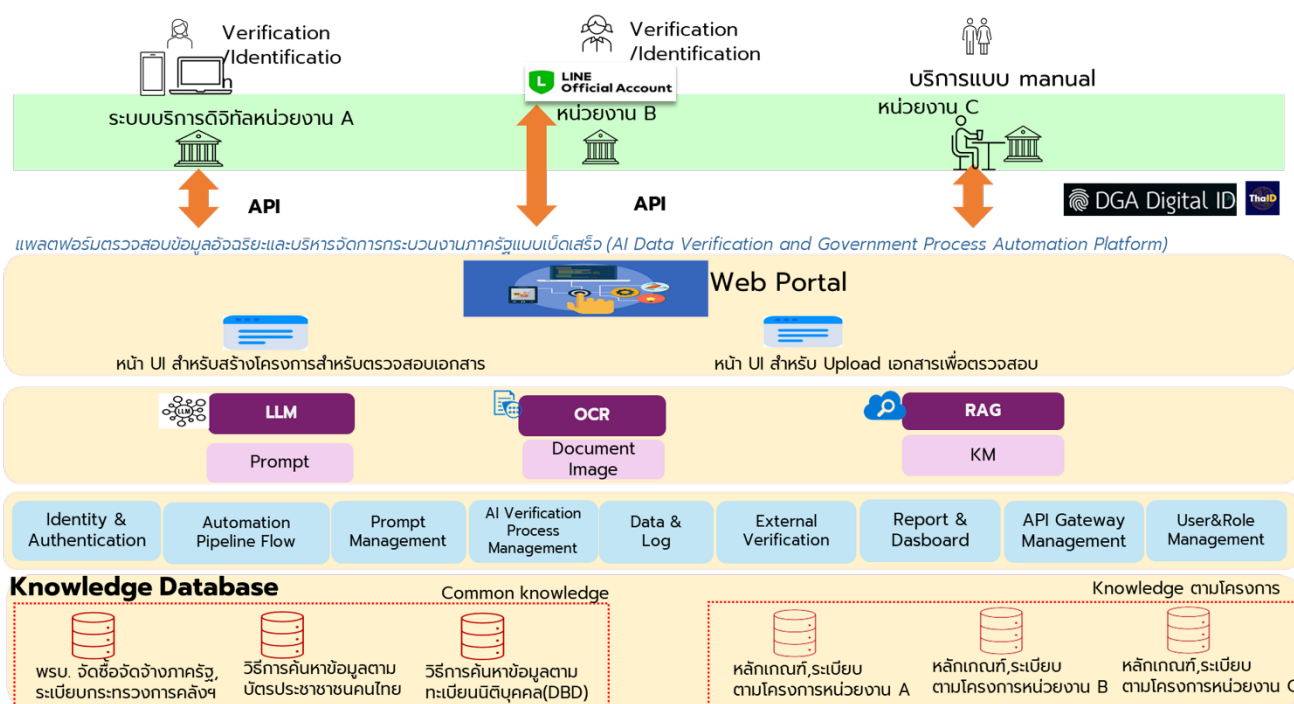 Verification
/Identificatio
n
Verification
/Identification
LINE
Official Account
บริการแบบ manual
ระบบบริการดิจิทัลหน่วยงาน A
หน่วยงาน B
หน่วยงาน C
API
API
DGA Digital ID
ThaID
แพลตฟอร์มตรวจสอบข้อมูลอัจฉริยะและบริหารจัดการกระบวนงานภาครัฐแบบเบ็ดเสร็จ (AI Data Verification and Government Process Automation Platform)
Web Portal
หน้า UI สำหรับสร้างโครงการสำหรับตรวจสอบเอกสาร
หน้า UI สำหรับ Upload เอกสารเพื่อตรวจสอบ
LLM
LLM
OCR
RAG
Prompt
Document
Image
KM
Identity &
Authentication
Automation
Pipeline Flow
Prompt
Management
AI Verification
Process
Management
Data &
Log
External
Verification
Report &
Dasboard
API Gateway
Management
User&Role
Management
Knowledge Database
Common knowledge
Knowledge ตามโครงการ
พรบ. จัดซื้อจัดจ้างภาครัฐ,
ระเบียบกระทรวงการคลังฯ
วิธีการค้นหาข้อมูลตาม
บัตรประชาชาชนคนไทย
วิธีการค้นหาข้อมูลตาม
ทะเบียนนิติบุคคล(DBD)
หลักเกณฑ์,ระเบียบ
ตามโครงการหน่วยงาน A
หลักเกณฑ์,ระเบียบ
ตามโครงการหน่วยงาน B
หลักเกณฑ์,ระเบียบ
ตามโครงการหน่วยงาน C